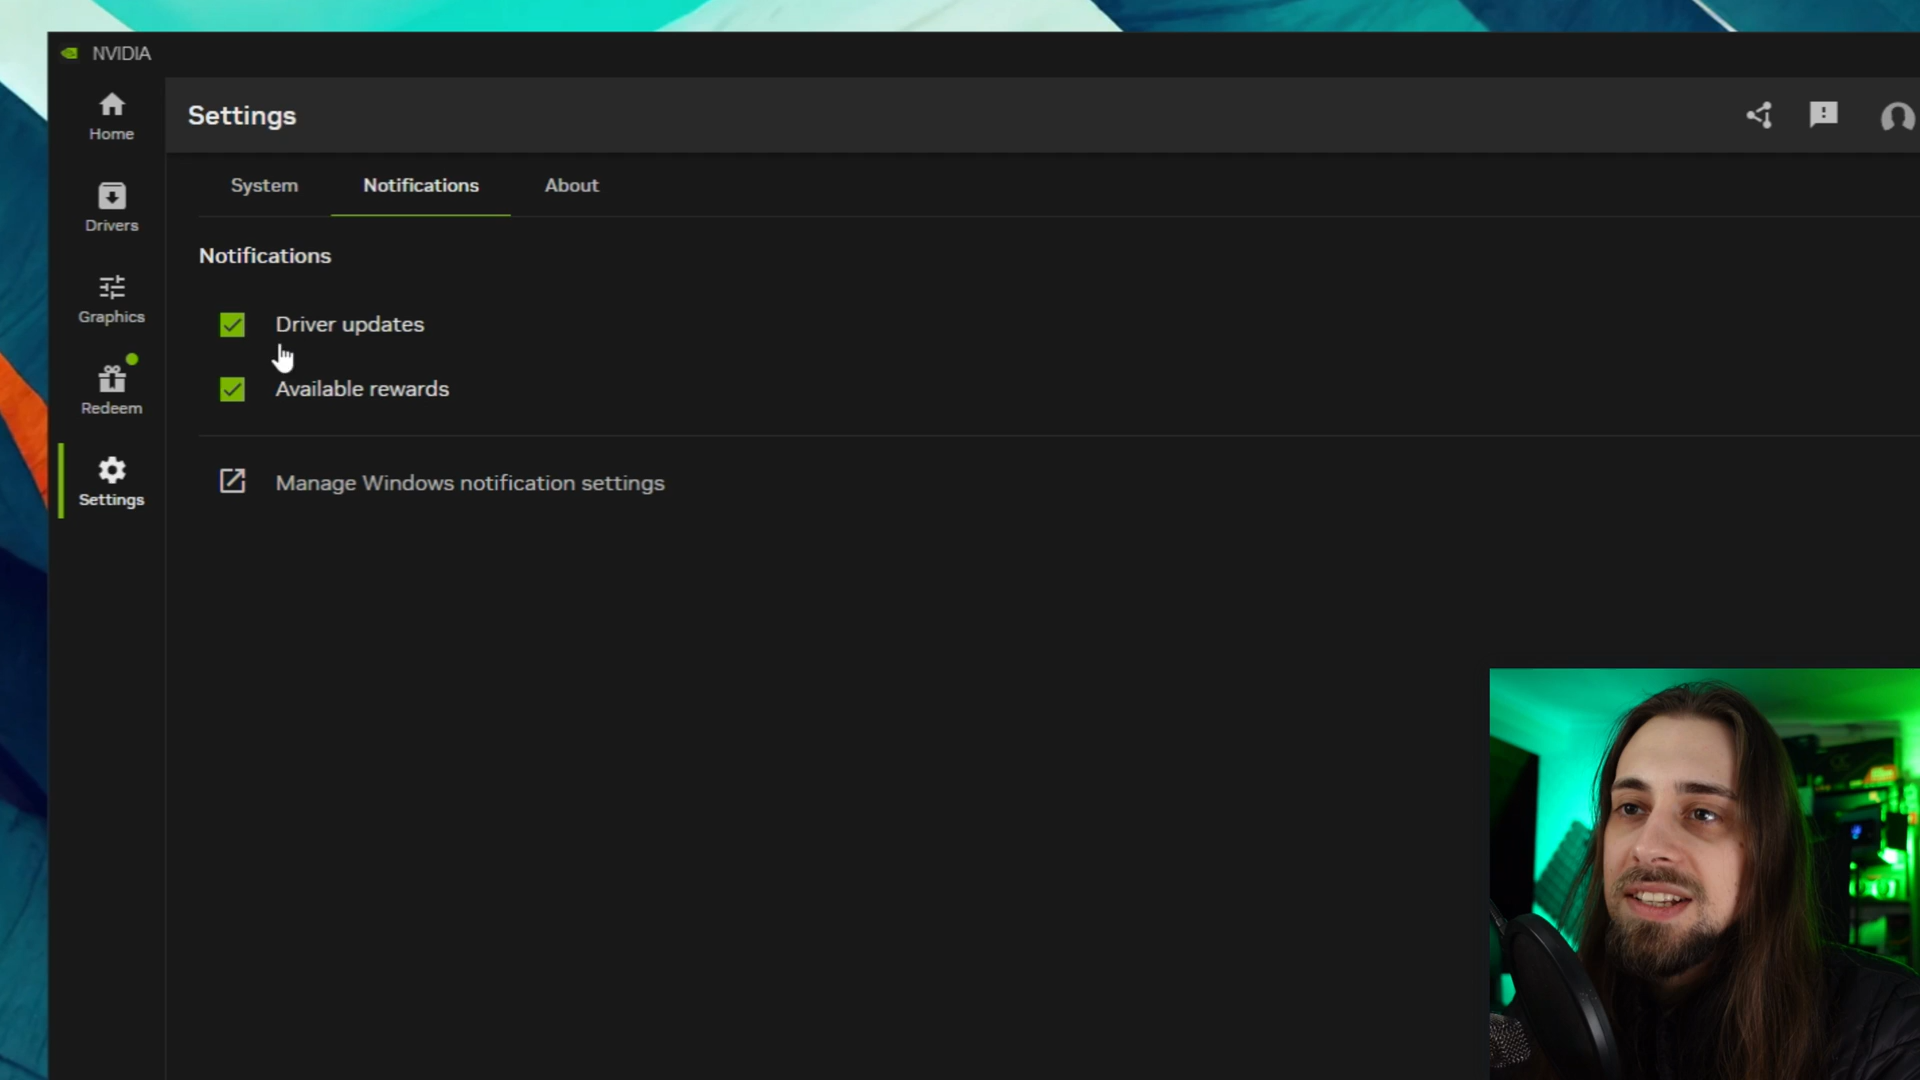 NVIDIA
Home
Drivers
Graphics
Redeem
Settings
Settings
System
Notifications
About
Notifications
Driver updates
Available rewards
Manage Windows notification settings